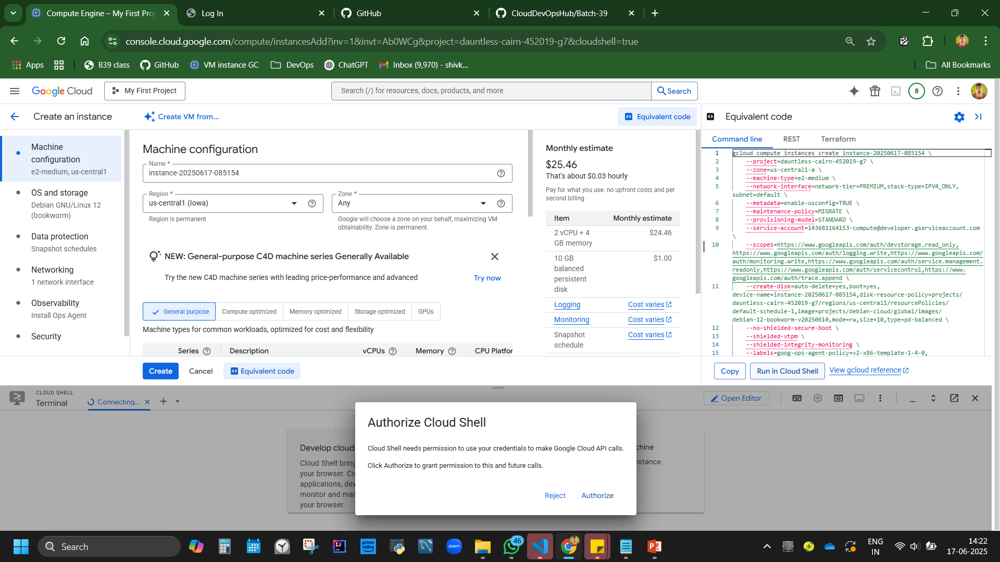 Compute Engine – My First Proj
Log In
GitHub
CloudDevOpsHub/Batch-39
console.cloud.google.com/compute/instancesAdd?inv=1&invt=Ab0WCg&project=dauntless-cairn-452019-g7&cloudshell=true
Apps
B39 class
GitHub
VM instance GC
DevOps
ChatGPT
Inbox (9,970) - shivk...
All Bookmarks
Google Cloud
My First Project
Search (/) for resources, docs, products, and more
Search
8
Create an instance
Create VM from...
Equivalent code
Equivalent code
Machine
configuration
e2-medium, us-central1
OS and storage
Debian GNU/Linux 12
(bookworm)
Data protection
Snapshot schedules
Networking
1 network interface
Observability
Install Ops Agent
Security
Machine configuration
Name *
instance-20250617-085154
Region *
us-central1 (Iowa)
Region is permanent
Zone *
Any
Google will choose a zone on your behalf, maximizing VM
obtainability. Zone is permanent.
NEW: General-purpose C4D machine series Generally Available
Try the new C4D machine series with leading price-performance and advanced
Try now
General purpose
Compute optimized
Memory optimized
Storage optimized
GPUs
Machine types for common workloads, optimized for cost and flexibility
Series
Description
vCPUs
Memory
CPU Platfor
Monthly estimate
$25.46
That's about $0.03 hourly
Pay for what you use: no upfront costs and per
second billing
Item Monthly estimate
2 vCPU + 4 $24.46
GB memory
10 GB $1.00
balanced
persistent
disk
Logging Cost varies
Monitoring Cost varies
Snapshot Cost varies
schedule
Command line
REST
Terraform
1 gcloud compute instances create instance-20250617-085154 \
2 --project=dauntless-cairn-452019-g7 \
3 --zone=us-central1-a \
4 --machine-type=e2-medium \
5 --network-interface=network-tier=PREMIUM,stack-type=IPV4_ONLY,
subnet=default \
6 --metadata=enable-osconfig=TRUE \
7 --maintenance-policy=MIGRATE \
8 --provisioning-model=STANDARD \
9 --service-account=143681164153-compute@developer.gserviceaccount.com
\
10 --scopes=https://www.googleapis.com/auth/devstorage.read_only,
https://www.googleapis.com/auth/logging.write,https://www.googleapis.com/
auth/monitoring.write,https://www.googleapis.com/auth/service.management.
readonly,https://www.googleapis.com/auth/servicecontrol,https://www.
googleapis.com/auth/trace.append \
11 --create-disk=auto-delete=yes,boot=yes,
device-name=instance-20250617-085154,disk-resource-policy=projects/
dauntless-cairn-452019-g7/regions/us-central1/resourcePolicies/
default-schedule-1,image=projects/debian-cloud/global/images/
debian-12-bookworm-v20250610,mode=rw,size=10,type=pd-balanced \
12 --no-shielded-secure-boot \
13 --shielded-vtpm \
14 --shielded-integrity-monitoring \
15 --labels=goog-ops-agent-policy=v2-x86-template-1-4-0,
Create
Cancel
Equivalent code
Copy
Run in Cloud Shell
View gcloud reference
CLOUD SHELL
Terminal
Connecting...
Open Editor
Authorize Cloud Shell
Cloud Shell needs permission to use your credentials to make Google Cloud API calls.
Click Authorize to grant permission to this and future calls.
Reject
Authorize
Develop cloud
Cloud Shell bring
your browser. Cr
applications, dev
monitor and mar
your browser.
chine
nstance
Search
prime
video
zoom
46
ENG
IN
14:22
17-06-2025